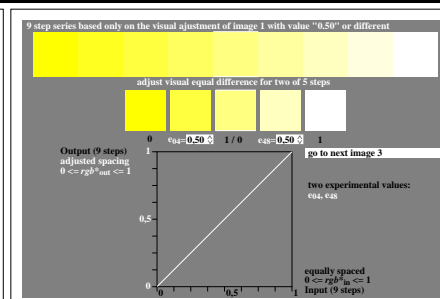 9 step series based only on the visual ajustment of image 1 with value "0.50" or different
adjust visual equal difference for two of 5 steps
0 e04=0,50 1 / 0 e48=0,50 1
Output (9 steps)
adjusted spacing
0 <= rgb*out <= 1
go to next image 3
two experimental values:
e04, e48
1
0,5
0
0 0,5 1
equally spaced
0 <= rgb*in <= 1
Input (9 steps)